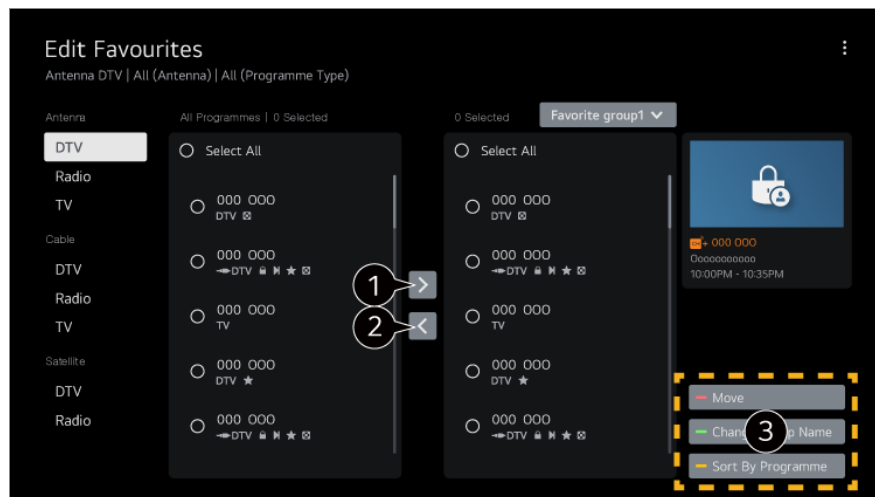 Edit Favourites
Antenna DTV | All (Antenna) | All (Programme Type)
Antenna
DTV
Radio
TV
Cable
DTV
Radio
TV
Satellite
DTV
Radio
All Programmes | 0 Selected
Select All
000 000
DTV
000 000
DTV
000 000
TV
000 000
DTV
000 000
DTV
1
2
0 Selected
Favorite group1
Select All
000 000
DTV
000 000
DTV
000 000
TV
000 000
DTV
000 000
DTV
000 000
Ooooooooooo
10:00PM - 10:35PM
Move
3
Name
Sort By Programme